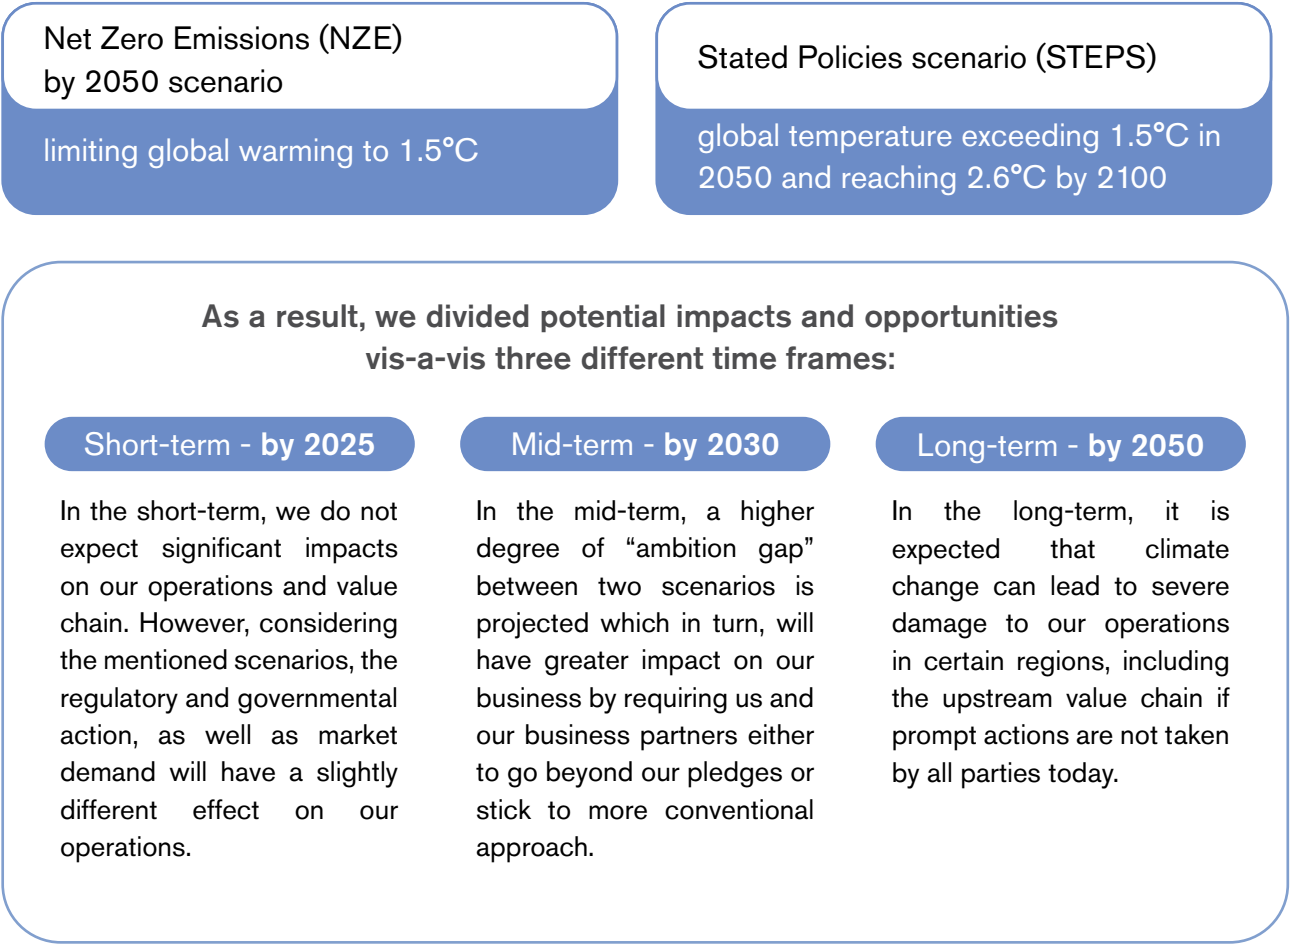 Net Zero Emissions (NZE)
by 2050 scenario
limiting global warming to 1.5°C
Stated Policies scenario (STEPS)
global temperature exceeding 1.5°C in
2050 and reaching 2.6°C by 2100
As a result, we divided potential impacts and opportunities
vis-a-vis three different time frames:
Short-term - by 2025
In the short-term, we do not
expect significant impacts
on our operations and value
chain. However, considering
the mentioned scenarios, the
regulatory and governmental
action, as well as market
demand will have a slightly
different effect on our
operations.
Mid-term - by 2030
In the mid-term, a higher
degree of “ambition gap”
between two scenarios is
projected which in turn, will
have greater impact on our
business by requiring us and
our business partners either
to go beyond our pledges or
stick to more conventional
approach.
Long-term - by 2050
In the long-term, it is
expected that climate
change can lead to severe
damage to our operations
in certain regions, including
the upstream value chain if
prompt actions are not taken
by all parties today.